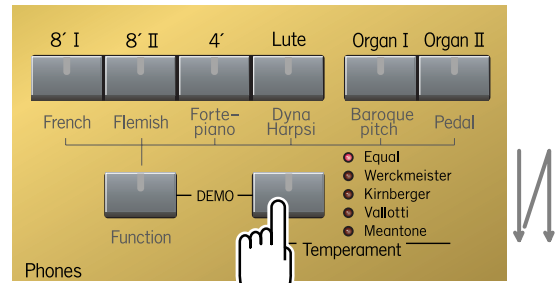 8´ I 8´ II 4´ Lute Organ I Organ II
French Flemish Forte-
piano Dyna
Harpsi Baroque
pitch Pedal
Equal
Werckmeister
Kirnberger
Vallotti
Meantone
DEMO
Function
Temperament
Phones